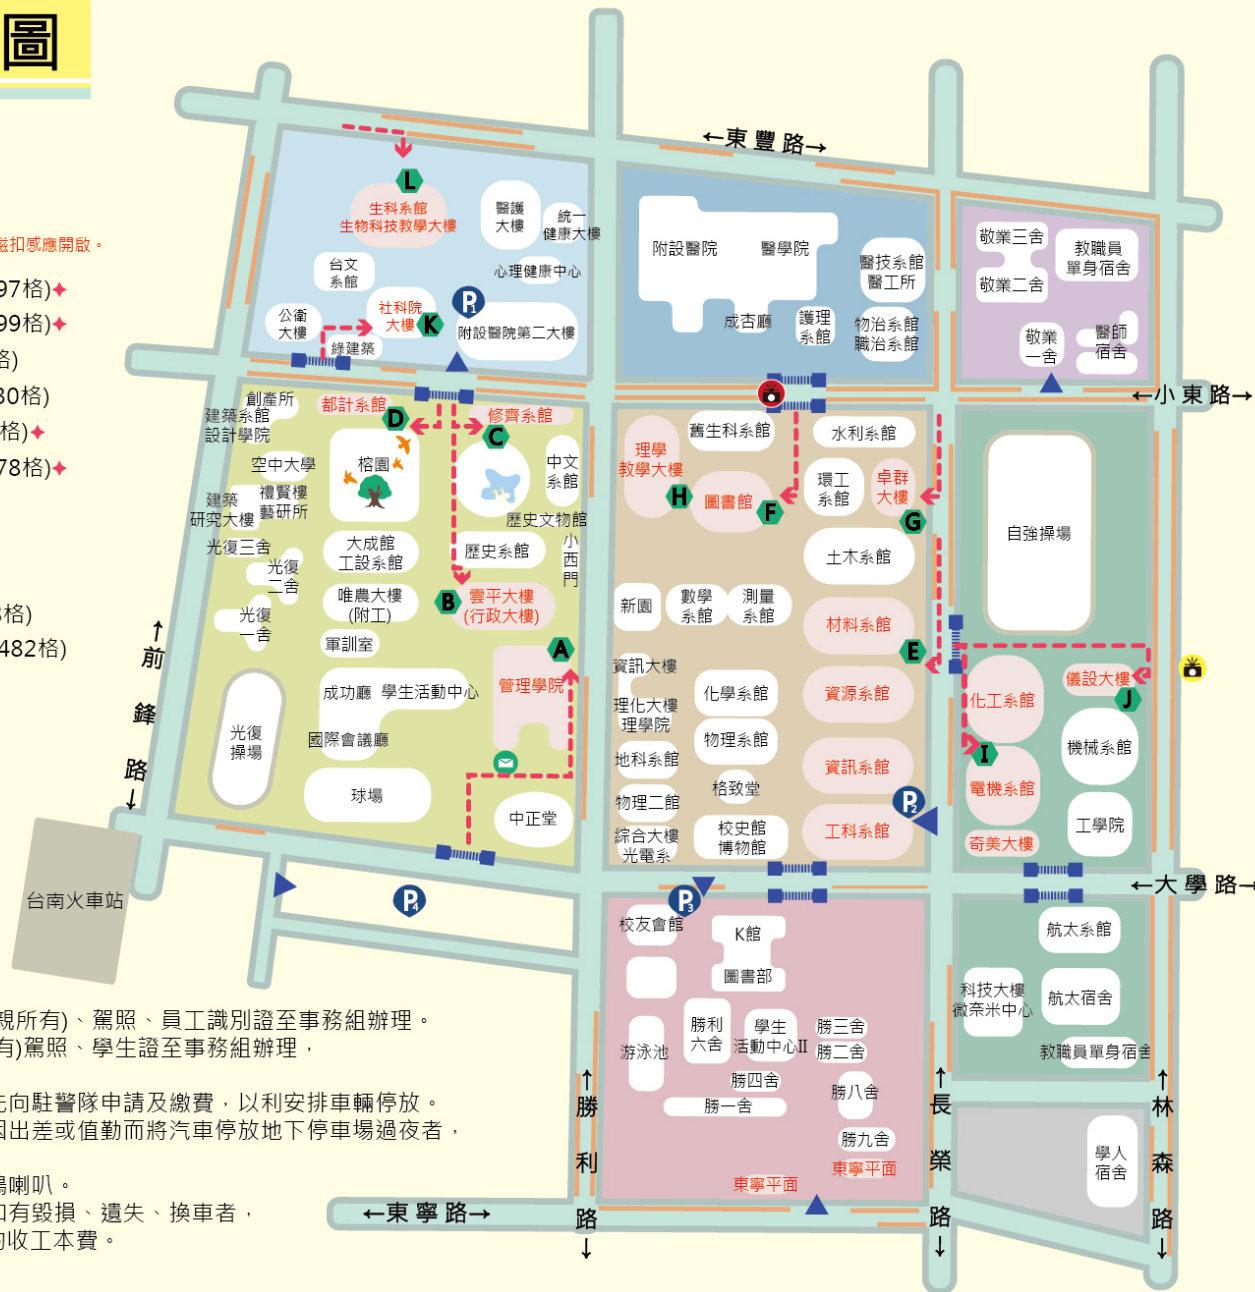 圖
磁扣感應開啟。
97格)✦
99格)✦
格)
80格)
格)✦
78格)✦
格)
482格)
←東豐路→
L
生科系館
生物科技教學大樓
醫護
大樓
統一
健康大樓
台文
系館
心理健康中心
公衛
大樓
社科院
大樓
K
P1
附設醫院第二大樓
綠建築
附設醫院
醫學院
醫技系館
醫工所
成杏廳
護理
系館
物治系館
職治系館
敬業三舍
敬業二舍
教職員
單身宿舍
敬業
一舍
醫師
宿舍
←小東路→
創產所
建築系館
設計學院
都計系館
D
修齊系館
C
空中大學
榕園
中文
系館
建築
研究大樓
禮賢樓
藝研所
歷史文物館
小西門
光復三舍
光復
二舍
大成館
工設系館
歷史系館
光復
一舍
唯農大樓
(附工)
B
雲平大樓
(行政大樓)
軍訓室
A
成功廳
學生活動中心
管理學院
光復
操場
國際會議廳
球場
中正堂
理學
教學大樓
H
舊生科系館
水利系館
圖書館
F
環工
系館
卓群
大樓
G
土木系館
新園
數學
系館
測量
系館
材料系館
E
資訊大樓
理化大樓
理學院
化學系館
資源系館
物理系館
地科系館
資訊系館
格致堂
物理二館
P2
綜合大樓
光電系
校史館
博物館
工科系館
自強操場
化工系館
儀設大樓
J
I
機械系館
電機系館
工學院
奇美大樓
↑前鋒路↓
台南火車站
P4
←大學路→
P3
校友會館
K館
圖書部
游泳池
勝利
六舍
學生
活動中心II
勝三舍
勝二舍
勝四舍
勝一舍
勝八舍
勝九舍
東寧平面
東寧平面
航太系館
科技大樓
微奈米中心
航太宿舍
教職員單身宿舍
學人
宿舍
↑勝利路↓
↑長榮路↓
↑林森路↓
←東寧路→
親所有)、駕照、員工識別證至事務組辦理。
有)駕照、學生證至事務組辦理，
先向駐警隊申請及繳費，以利安排車輛停放。
因出差或值勤而將汽車停放地下停車場過夜者，
鳴喇叭。
如有毀損、遺失、換車者，
酌收工本費。